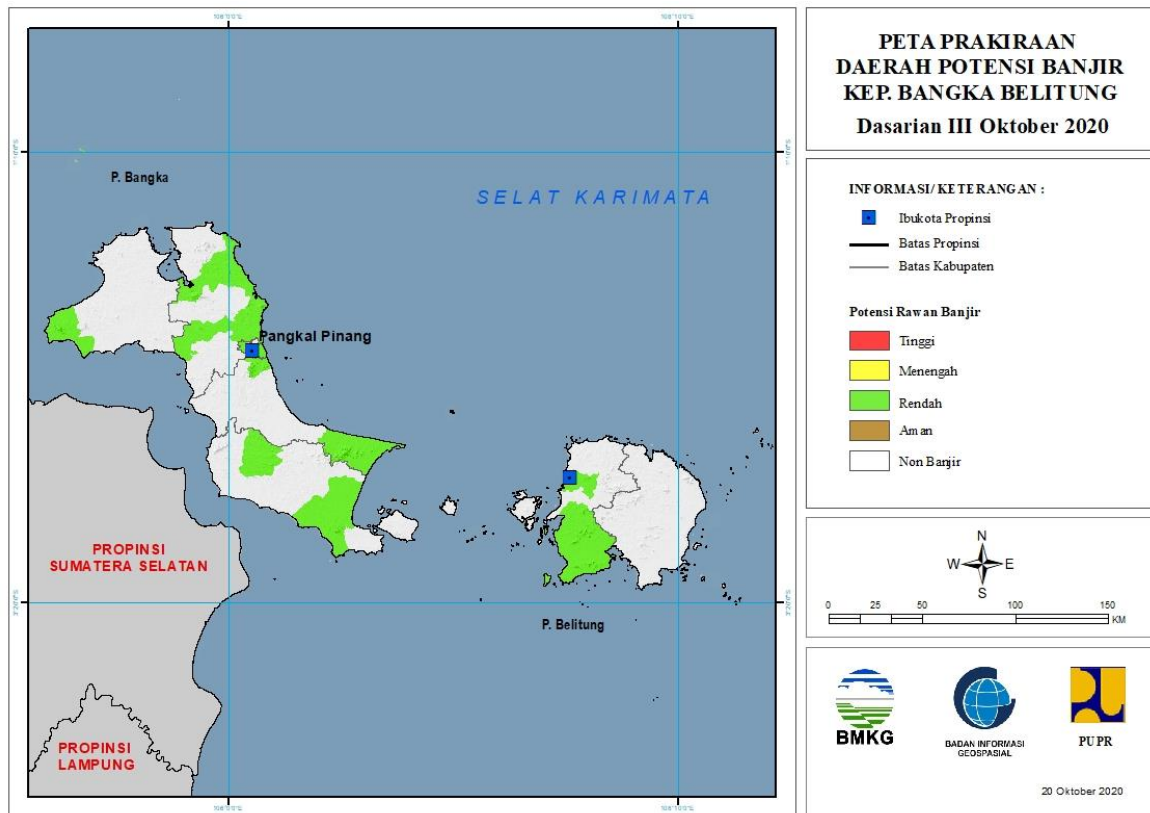 PETA PRAKIRAAN
DAERAH POTENSI BANJIR
KEP. BANGKA BELITUNG
Dasarian III Oktober 2020
INFORMASI/ KETERANGAN :
Ibukota Propinsi
Batas Propinsi
Batas Kabupaten
Potensi Rawan Banjir
Tinggi
Menengah
Rendah
Aman
Non Banjir
P. Bangka
SELAT KARIMATA
Pangkal Pinang
PROPINSI
SUMATERA SELATAN
P. Belitung
PROPINSI
LAMPUNG
N
W E
S
0 25 50 100 150
KM
BMKG
BADAN INFORMASI
GEOSPASIAL
PUPR
20 Oktober 2020